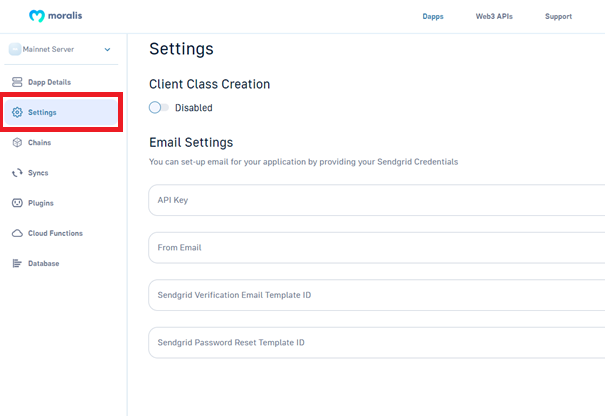 moralis
Dapps
Web3 APIs
Support
Mainnet Server
Dapp Details
Settings
Chains
Syncs
Plugins
Cloud Functions
Database
Settings
Client Class Creation
Disabled
Email Settings
You can set-up email for your application by providing your Sendgrid Credentials
API Key
From Email
Sendgrid Verification Email Template ID
Sendgrid Password Reset Template ID